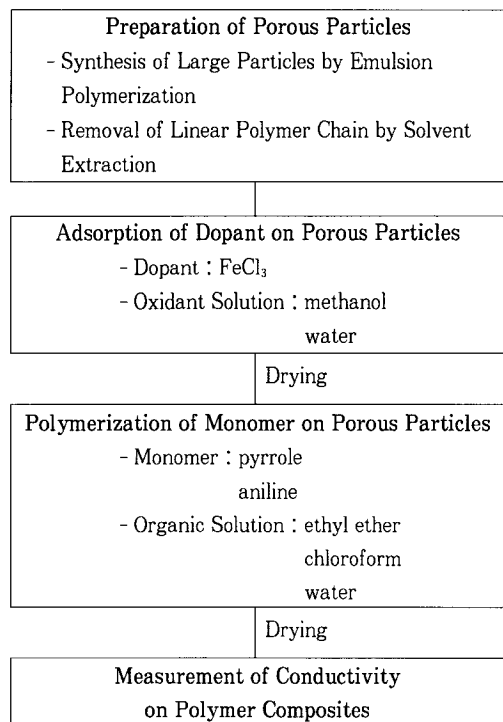 Preparation of Porous Particles
- Synthesis of Large Particles by Emulsion
Polymerization
- Removal of Linear Polymer Chain by Solvent
Extraction
Adsorption of Dopant on Porous Particles
- Dopant : FeCl₃
- Oxidant Solution : methanol
water
Drying
Polymerization of Monomer on Porous Particles
- Monomer : pyrrole
aniline
- Organic Solution : ethyl ether
chloroform
water
Drying
Measurement of Conductivity
on Polymer Composites